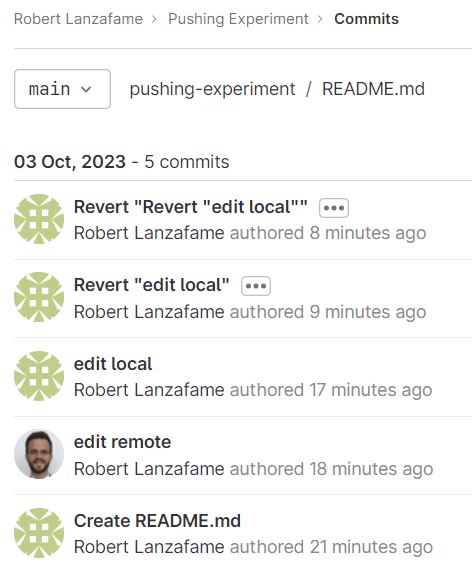 Robert Lanzafame > Pushing Experiment > Commits
main pushing-experiment / README.md
03 Oct, 2023 - 5 commits
Revert "Revert "edit local""
Robert Lanzafame authored 8 minutes ago
Revert "edit local"
Robert Lanzafame authored 9 minutes ago
edit local
Robert Lanzafame authored 17 minutes ago
edit remote
Robert Lanzafame authored 18 minutes ago
Create README.md
Robert Lanzafame authored 21 minutes ago